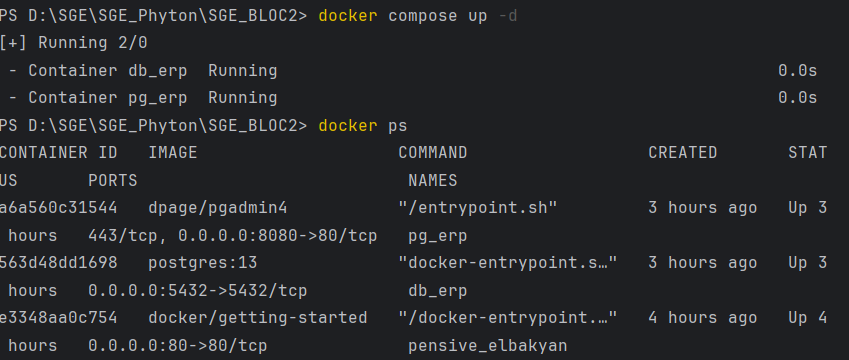 PS D:\SGE\SGE_Phyton\SGE_BLOC2> docker compose up -d
[+] Running 2/0
- Container db_erp Running 0.0s
- Container pg_erp Running 0.0s
PS D:\SGE\SGE_Phyton\SGE_BLOC2> docker ps
CONTAINER ID IMAGE COMMAND CREATED STAT
US PORTS NAMES
a6a560c31544 dpage/pgadmin4 "/entrypoint.sh" 3 hours ago Up 3
hours 443/tcp, 0.0.0.0:8080->80/tcp pg_erp
563d48dd1698 postgres:13 "docker-entrypoint.s…" 3 hours ago Up 3
hours 0.0.0.0:5432->5432/tcp db_erp
e3348aa0c754 docker/getting-started "/docker-entrypoint.…" 4 hours ago Up 4
hours 0.0.0.0:80->80/tcp pensive_elbakyan